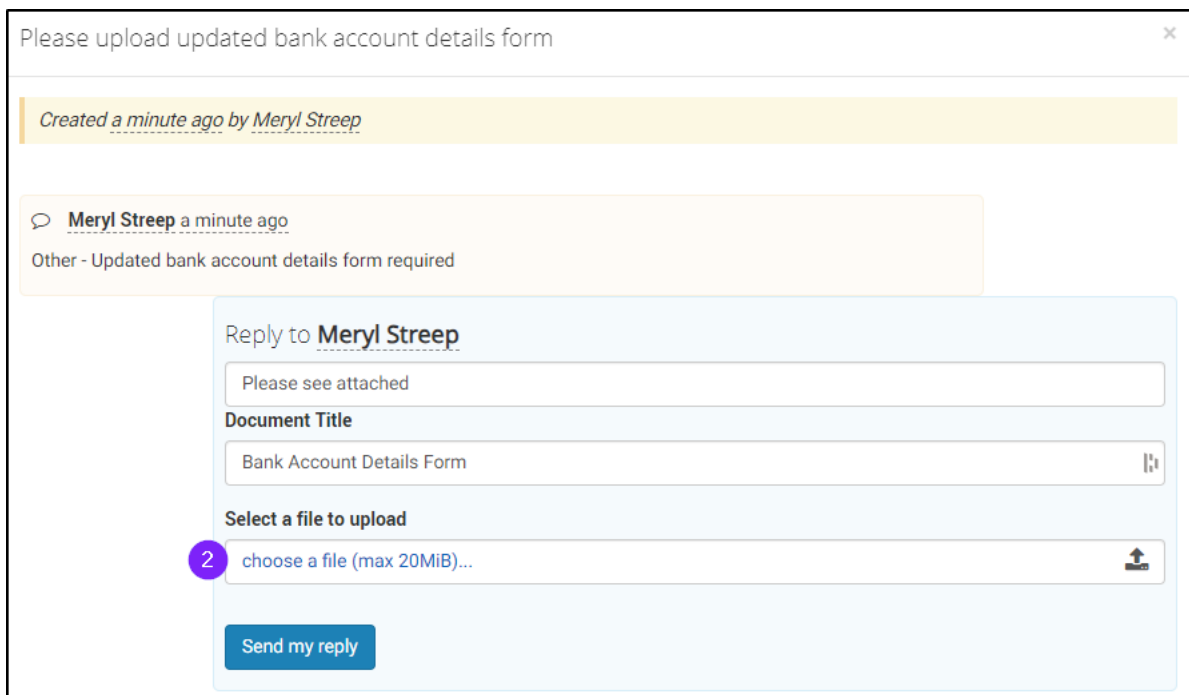 Please upload updated bank account details form
×
Created a minute ago by Meryl Streep
Meryl Streep a minute ago
Other - Updated bank account details form required
Reply to Meryl Streep
Please see attached
Document Title
Bank Account Details Form
Select a file to upload
2 choose a file (max 20MiB)...
Send my reply